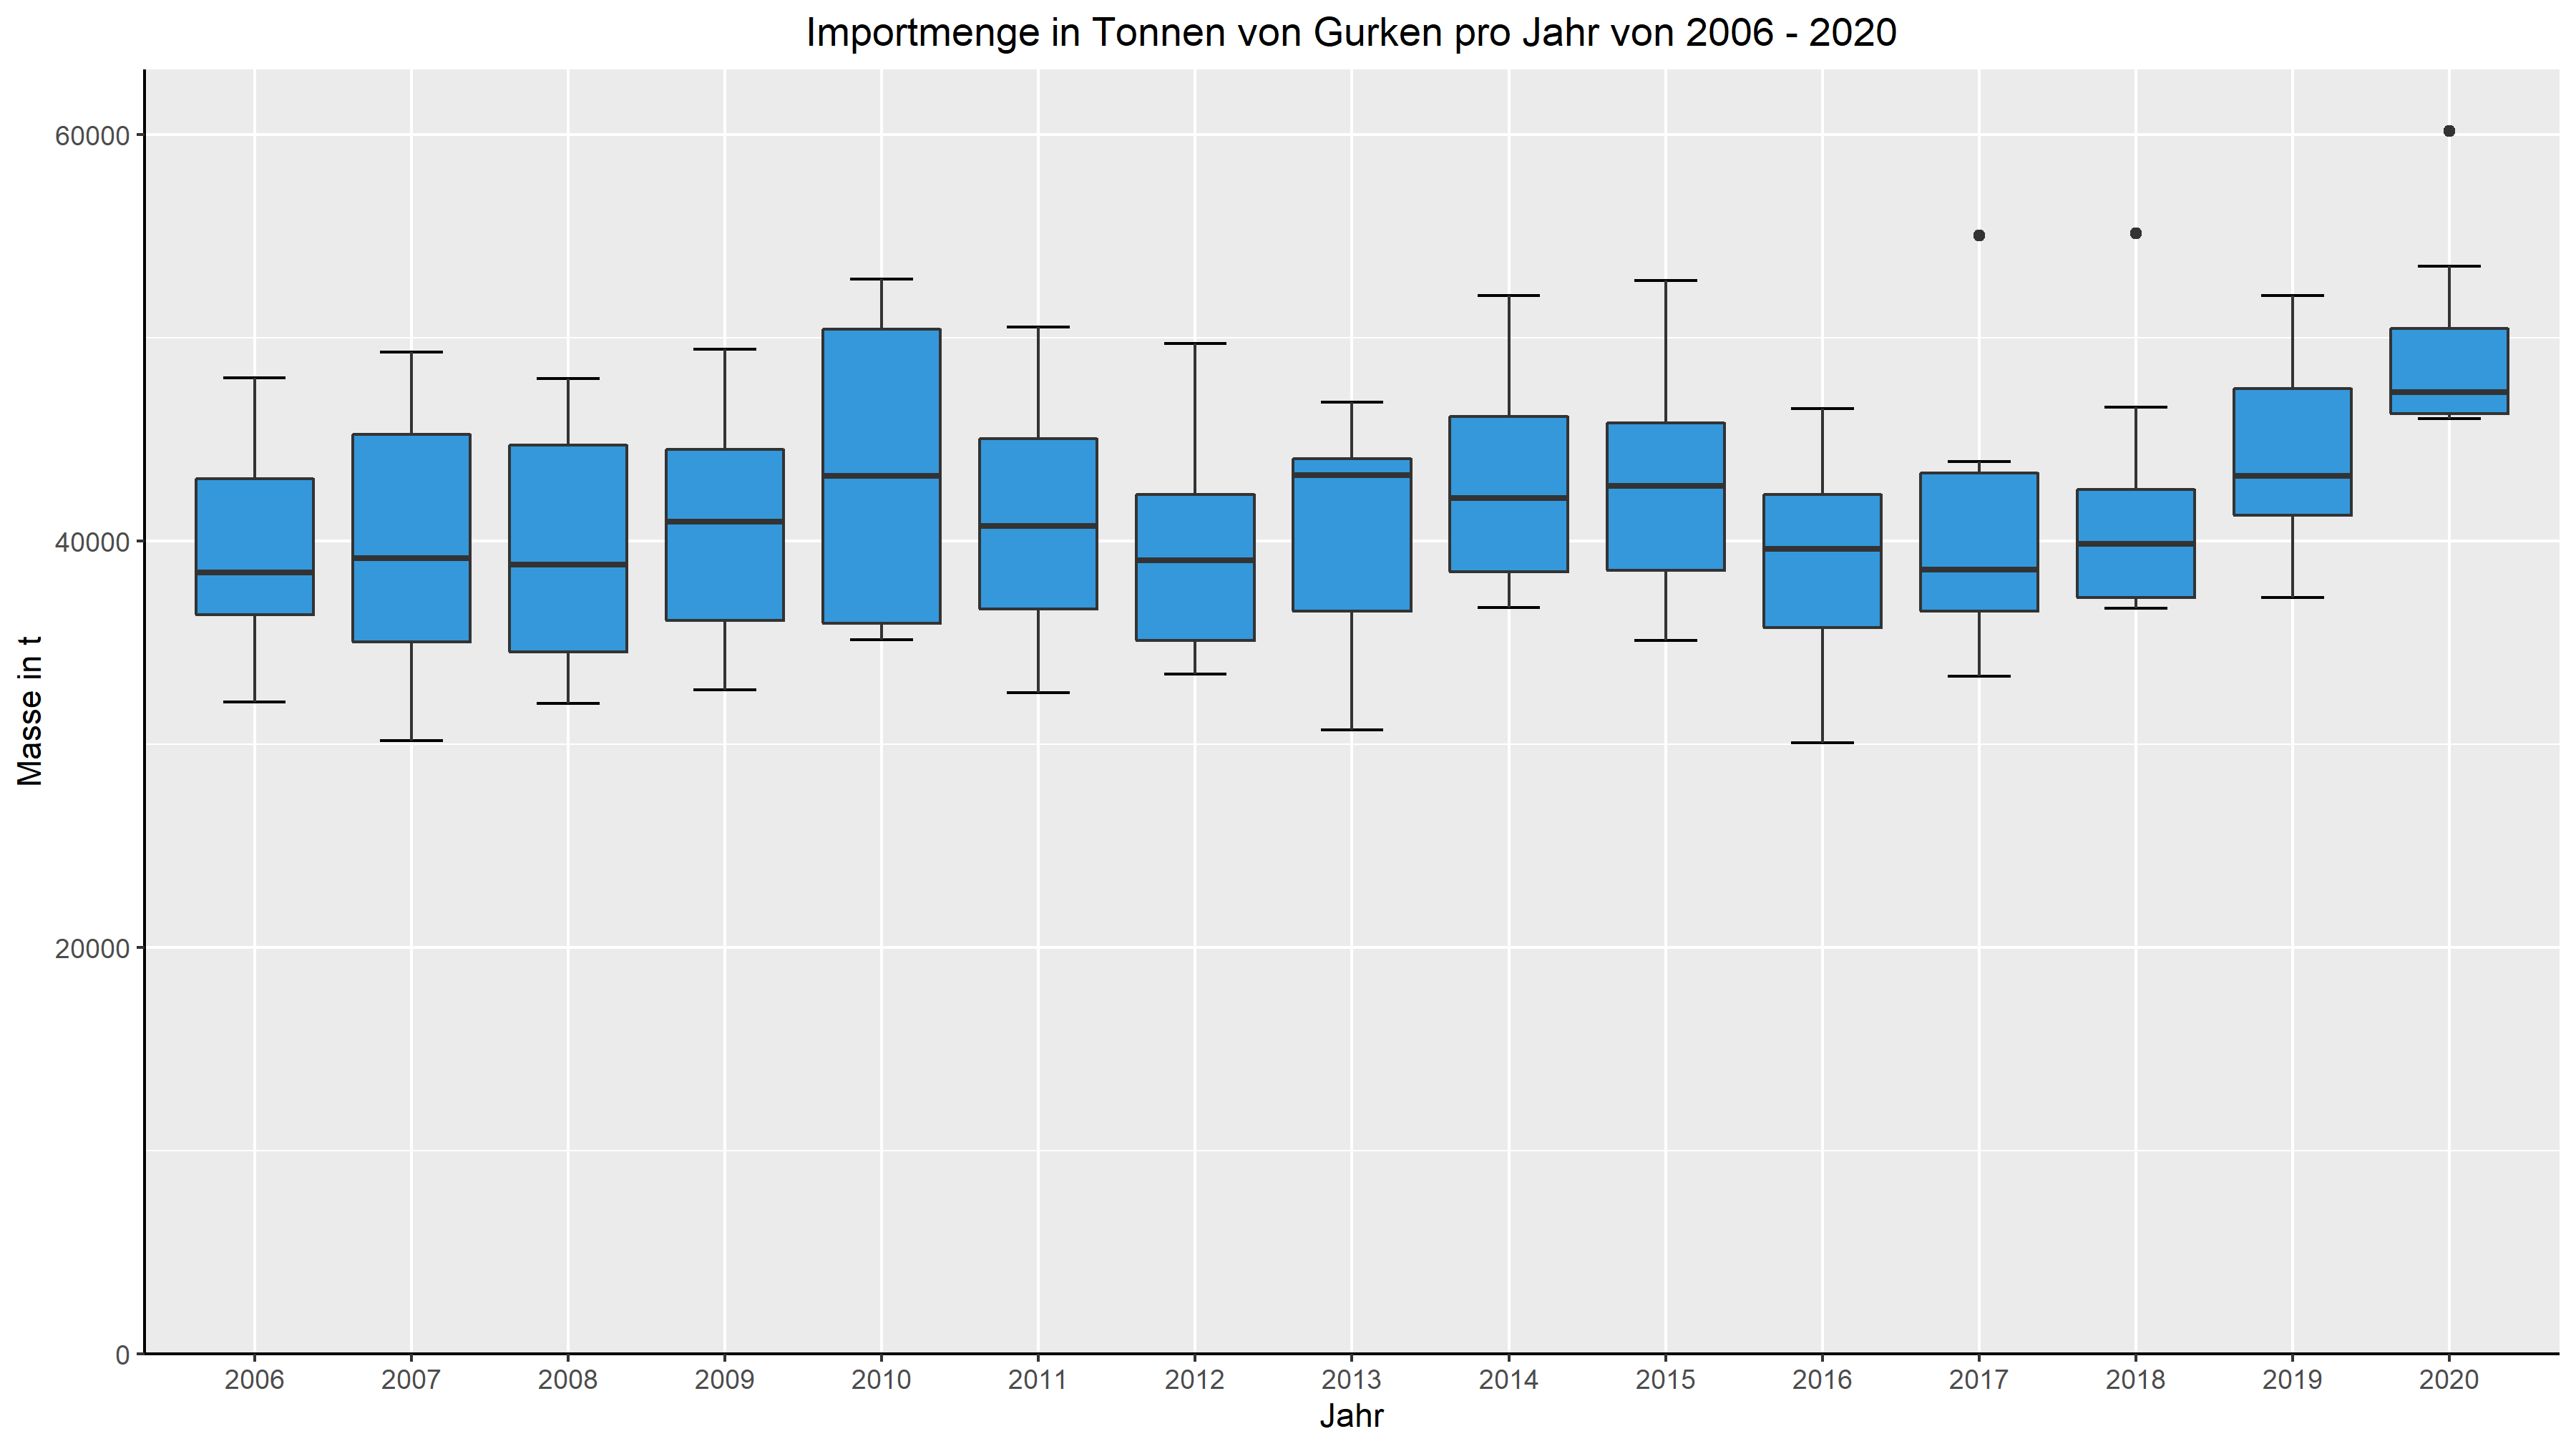 Importmenge in Tonnen von Gurken pro Jahr von 2006 - 2020
60000
40000
20000
0
Masse in t
2006 2007 2008 2009 2010 2011 2012 2013 2014 2015 2016 2017 2018 2019 2020
Jahr